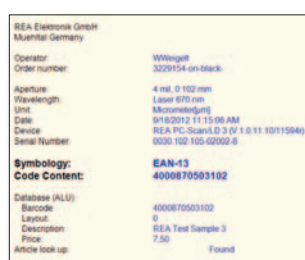 REA Elektronik GmbH
Muehltal Germany
Operator WWeigelt
Order number: 3229154-on-black-
Aperture 4 mil, 0.102 mm
Wavelength: Laser 670 nm
Unit: Micrometer[µm]
Date: 9/18/2012 11:15:06 AM
Device REA PC-Scan/LD 3 (V.1.0.11.10/11594r)
Serial Number: 0030.102.105-02002-8
Symbology: EAN-13
Code Content: 4000870503102
Database (ALU)
Barcode: 4000870503102
Layout: 0
Description: REA Test Sample 3
Price: 7,50
Article look up: Found